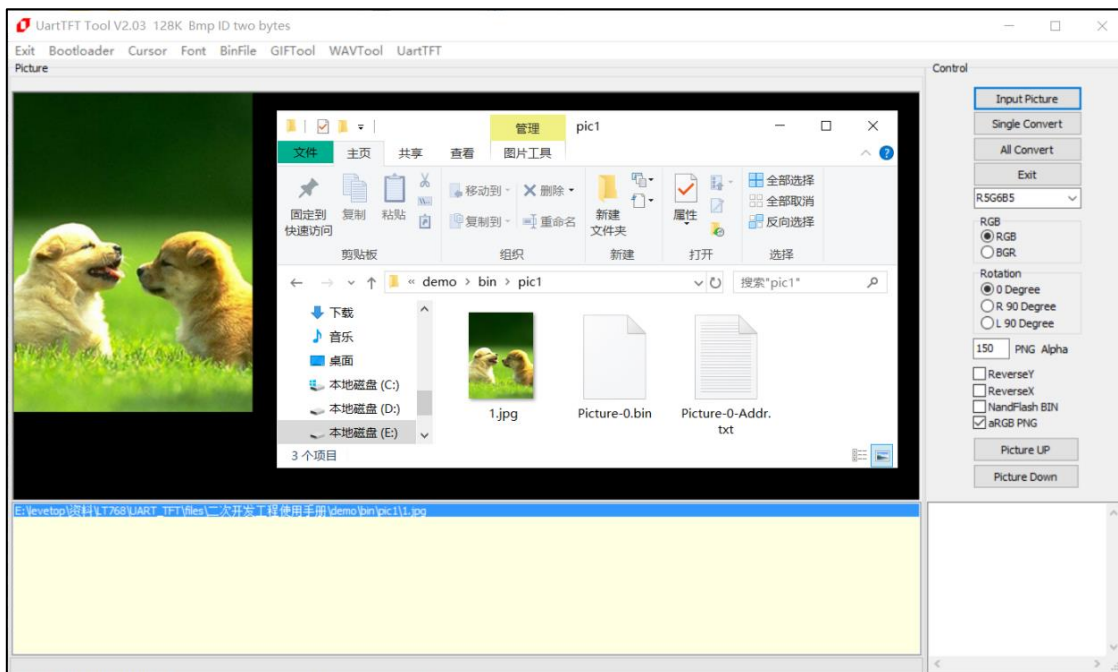 UartTFT Tool V2.03 128K Bmp ID two bytes
Exit Bootloader Cursor Font BinFile GIFTool WAVTool UartTFT
Picture
Control
管理 pic1
文件 主页 共享 查看 图片工具
固定到
快速访问
复制
粘贴
移动到
复制到
删除
重命名
新建
文件夹
属性
全部选择
全部取消
反向选择
剪贴板 组织 新建 打开 选择
« demo > bin > pic1
搜索"pic1"
下载
音乐
桌面
本地磁盘 (C:)
本地磁盘 (D:)
本地磁盘 (E:)
1.jpg
Picture-0.bin
Picture-0-Addr.
txt
3 个项目
Input Picture
Single Convert
All Convert
Exit
R5G6B5
RGB
RGB
BGR
Rotation
0 Degree
R 90 Degree
L 90 Degree
150 PNG Alpha
ReverseY
ReverseX
NandFlash BIN
aRGB PNG
Picture UP
Picture Down
E:\levetop\资料\LT768\UART_TFT\files\二次开发工程使用手册\demo\bin\pic1\1.jpg